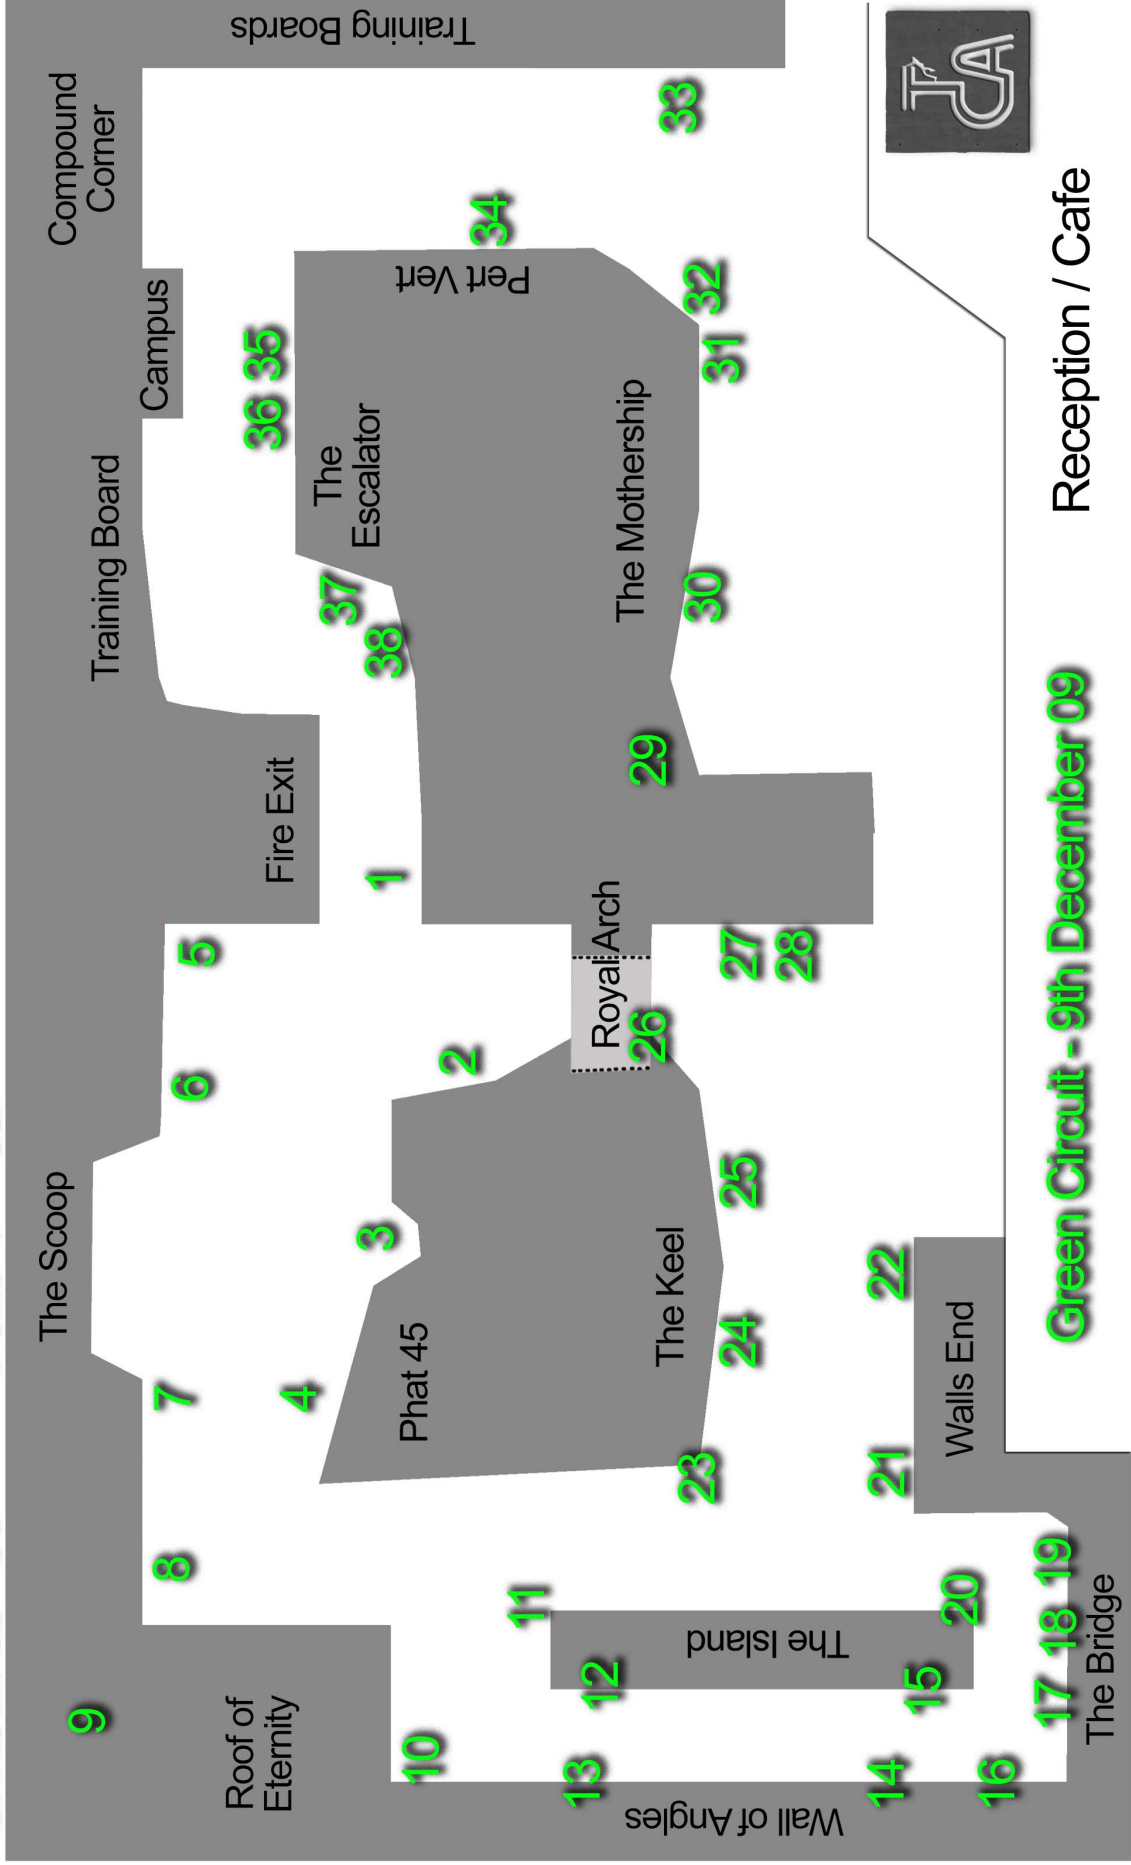 The Scoop
Training Board
Compound
Corner
Campus
Fire Exit
Roof of
Eternity
Phat 45
The
Escalator
Pert Vert
Training Boards
Royal Arch
The Keel
The Mothership
The Island
Wall of Angles
Walls End
The Bridge
Reception / Cafe
Green Circuit - 9th December 09
1
2
3
4
5
6
7
8
9
10
11
12
13
14
15
16
17
18
19
20
21
22
23
24
25
26
27
28
29
30
31
32
33
34
35
36
37
38